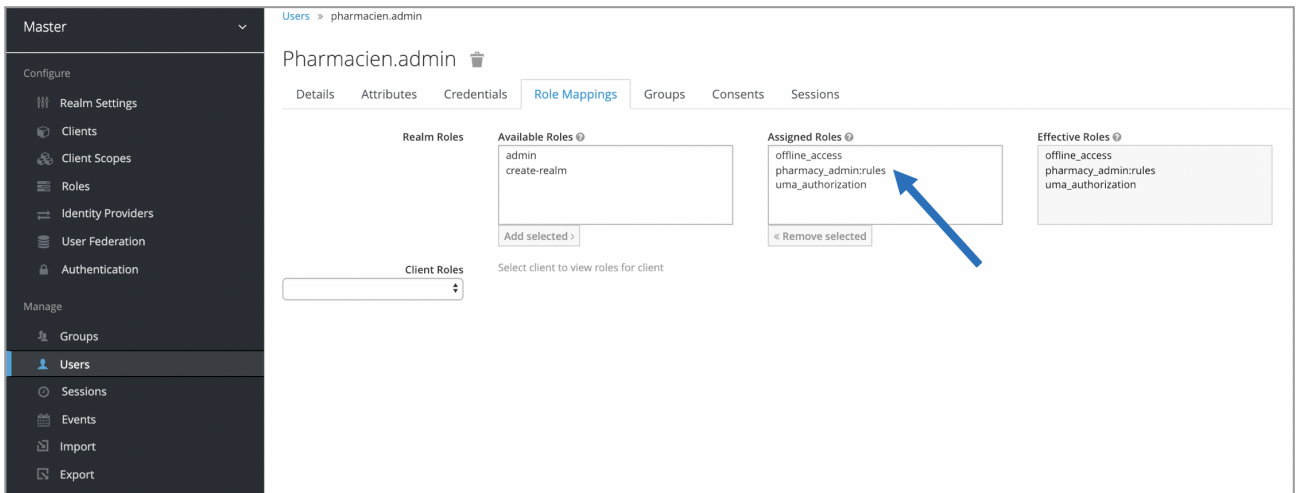 Master
Configure
Realm Settings
Clients
Client Scopes
Roles
Identity Providers
User Federation
Authentication
Manage
Groups
Users
Sessions
Events
Import
Export
Users » pharmacien.admin
Pharmacien.admin
Details Attributes Credentials Role Mappings Groups Consents Sessions
Realm Roles
Available Roles
admin
create-realm
Add selected >
Assigned Roles
offline_access
pharmacy_admin:rules
uma_authorization
« Remove selected
Effective Roles
offline_access
pharmacy_admin:rules
uma_authorization
Client Roles
Select client to view roles for client